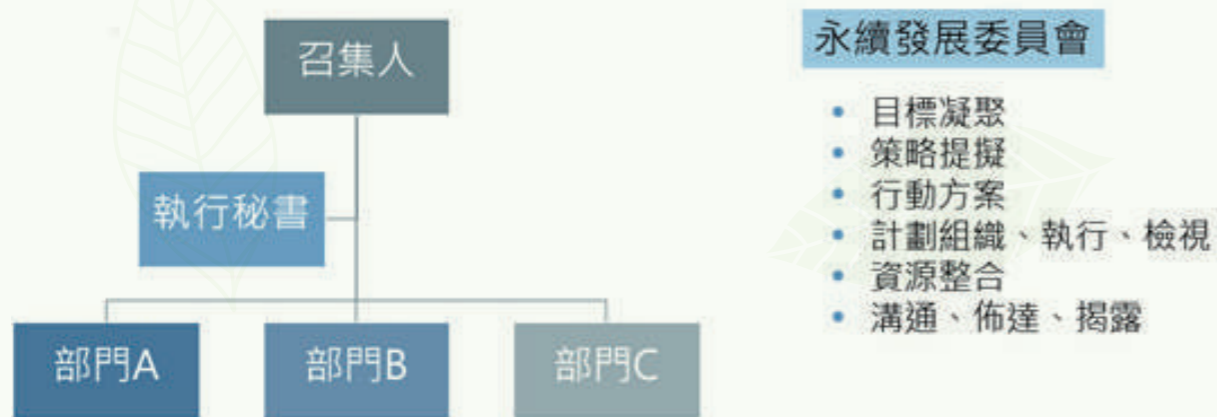 召集人
執行秘書
部門A
部門B
部門C
永續發展委員會
• 目標凝聚
• 策略提擬
• 行動方案
• 計劃組織、執行、檢視
• 資源整合
• 溝通、佈達、揭露